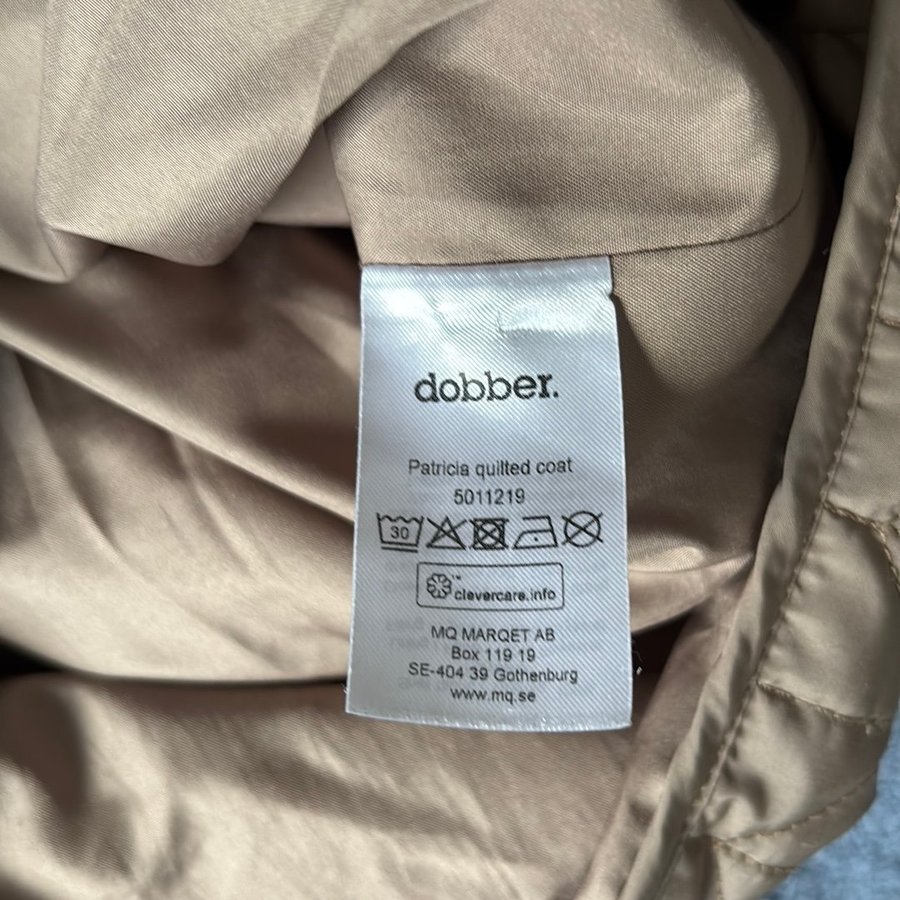 dobber.
Patricia quilted coat
5011219
30
™
clevercare.info
MQ MARQET AB
Box 119 19
SE-404 39 Gothenburg
www.mq.se